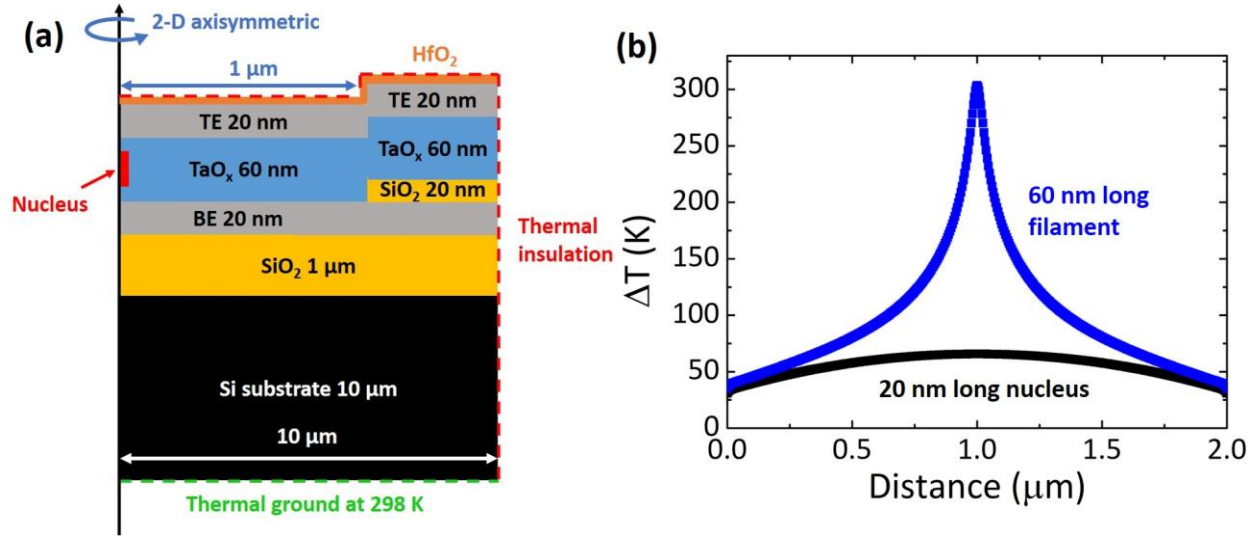 (a)
2-D axisymmetric
HfO₂
1 μm
TE 20 nm
TE 20 nm
TaOₓ 60 nm
TaOₓ 60 nm
Nucleus
SiO₂ 20 nm
BE 20 nm
Thermal
insulation
SiO₂ 1 μm
Si substrate 10 μm
10 μm
Thermal ground at 298 K
(b)
300
250
200
150
100
50
0
ΔT (K)
60 nm long
filament
20 nm long nucleus
0.0 0.5 1.0 1.5 2.0
Distance (μm)